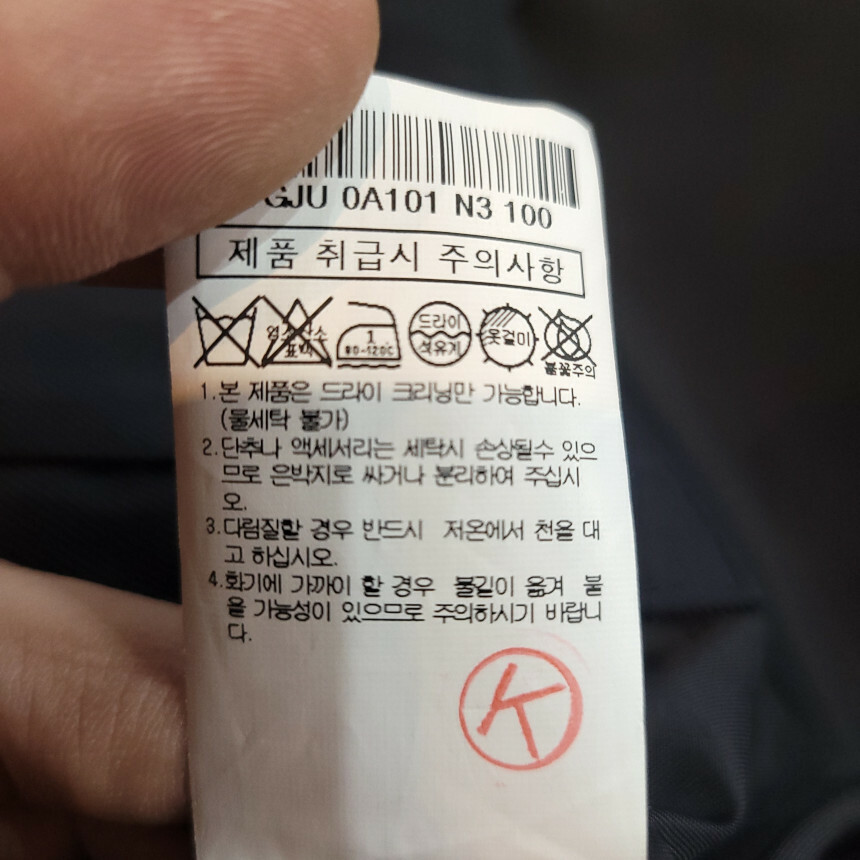 GJU 0A101 N3 100
제품 취급시 주의사항
염소산소
표백
1.
80-120C
드라이
석유계
옷걸이
불꽃주의
1.본 제품은 드라이 크리닝만 가능합니다.
(물세탁 불가)
2.단추나 액세서리는 세탁시 손상될수 있으
므로 은박지로 싸거나 분리하여 주십시
오.
3.다림질할 경우 반드시 저온에서 천을 대
고 하십시오.
4.화기에 가까이 할 경우 불길이 옮겨 붙
을 가능성이 있으므로 주의하시기 바랍니
다.
K